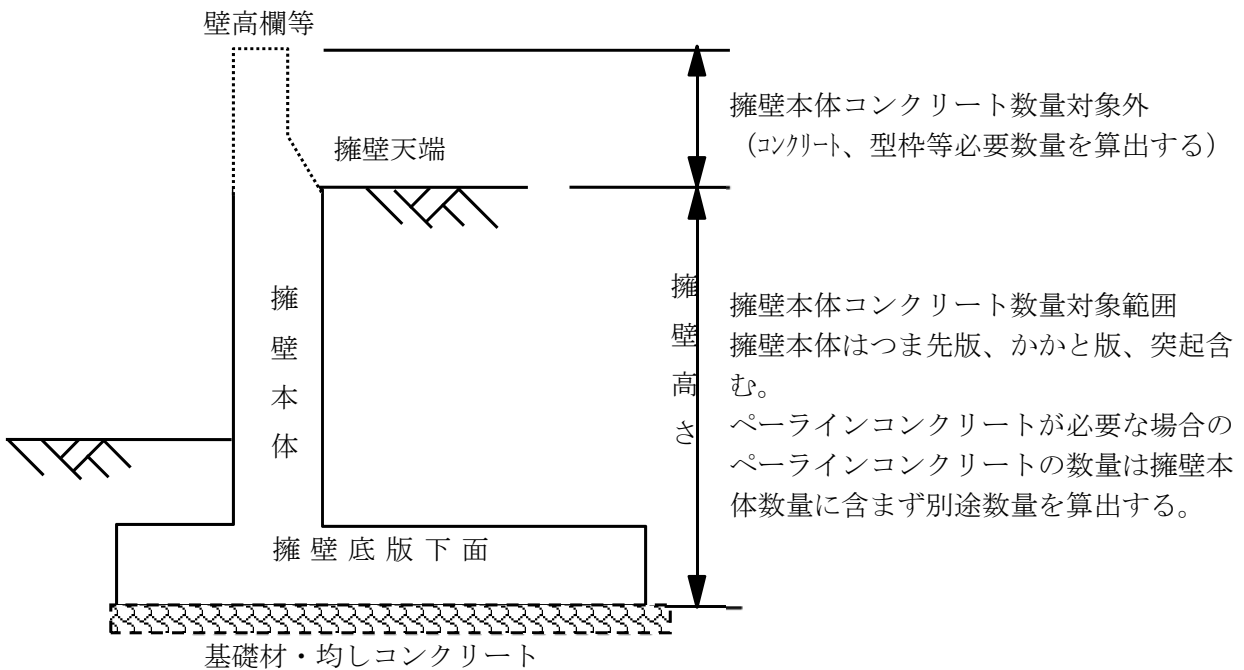 壁高欄等
擁壁本体コンクリート数量対象外
(ｺﾝｸﾘｰﾄ、型枠等必要数量を算出する)
擁壁天端
擁壁本体
擁壁高さ
擁壁本体コンクリート数量対象範囲
擁壁本体はつま先版、かかと版、突起含
む。
ペーラインコンクリートが必要な場合の
ペーラインコンクリートの数量は擁壁本
体数量に含まず別途数量を算出する。
擁壁底版下面
基礎材・均しコンクリート